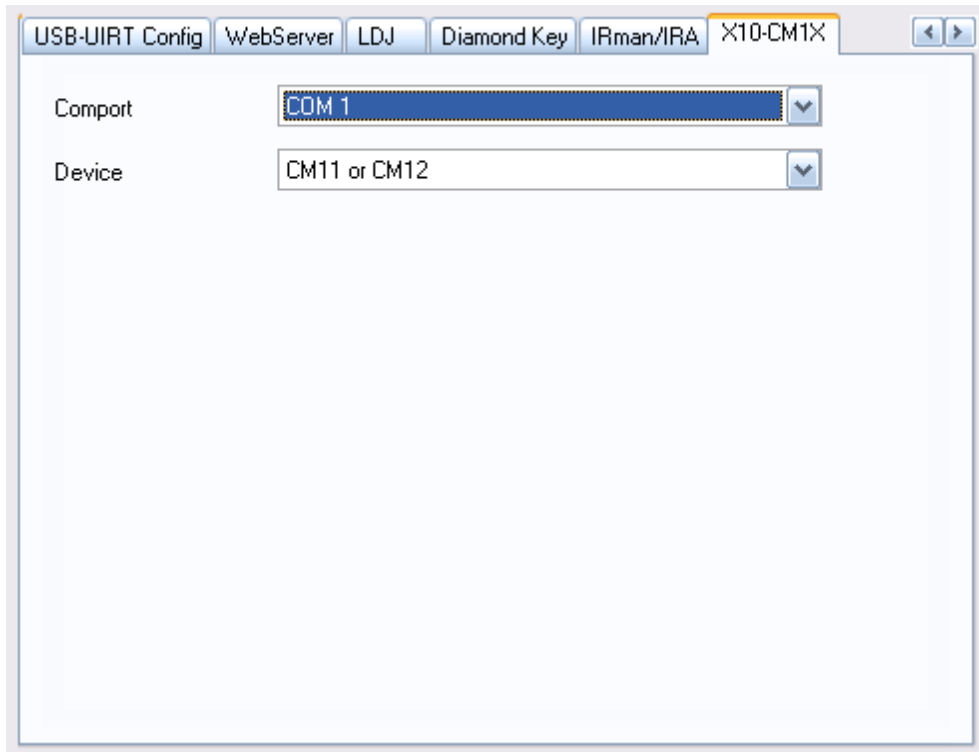 USB-UIRT Config WebServer LDJ Diamond Key IRman/IRA X10-CM1X
Comport COM 1
Device CM11 or CM12